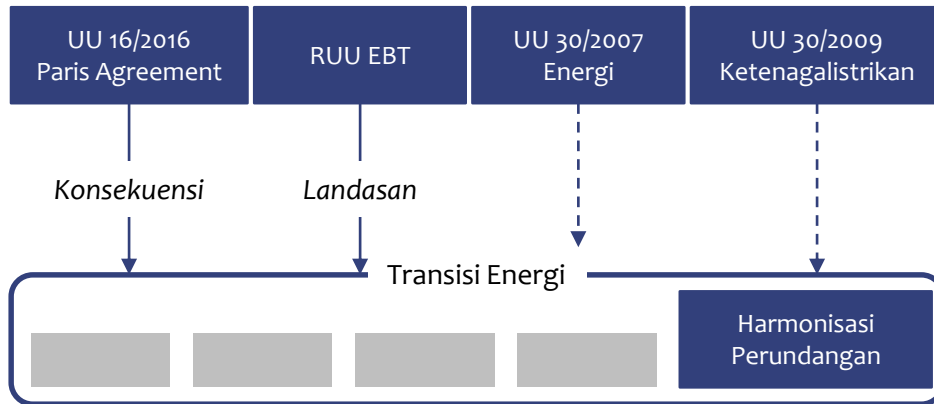 UU 16/2016
Paris Agreement
RUU EBT
UU 30/2007
Energi
UU 30/2009
Ketenagalistrikan
Konsekuensi
Landasan
Transisi Energi
Harmonisasi
Perundangan